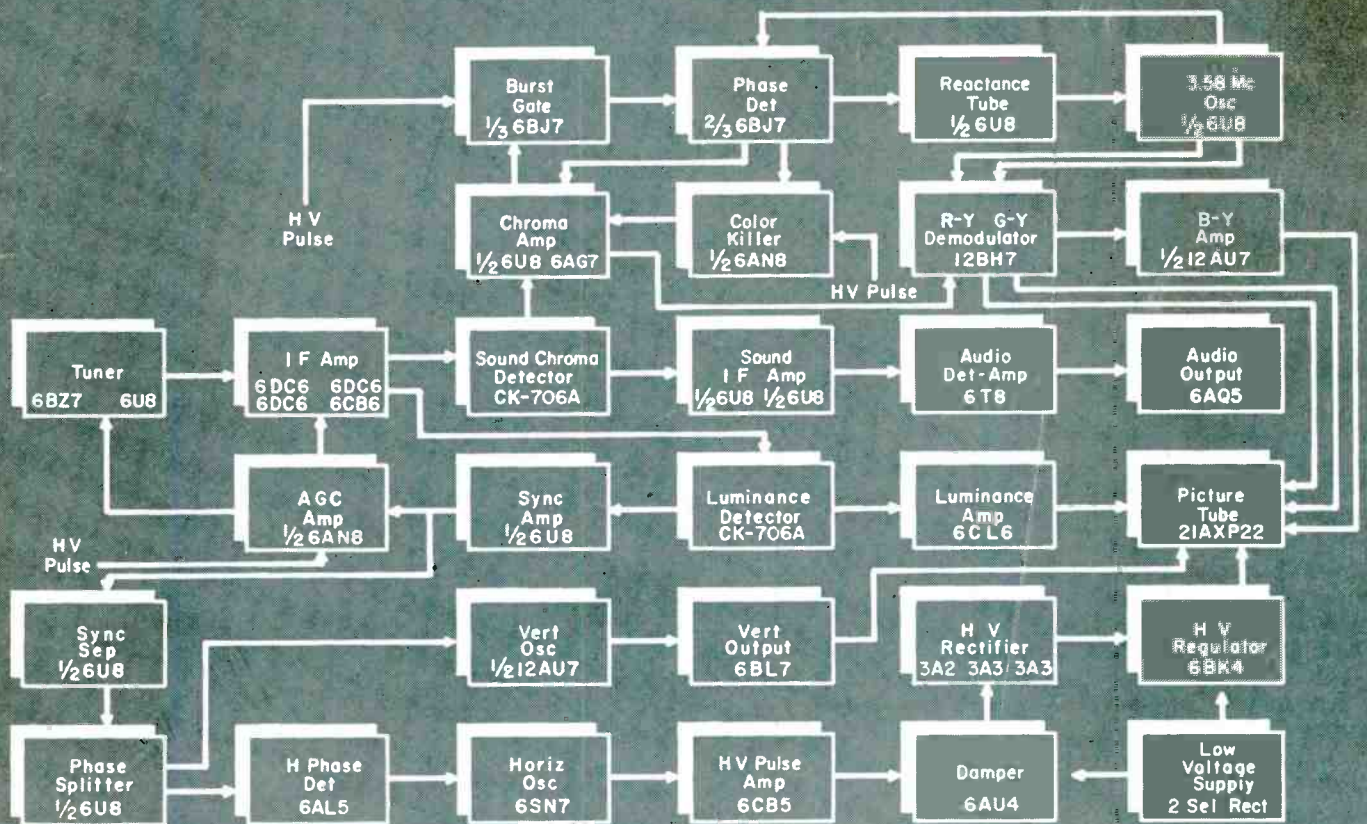 Burst
Gate
1/3 6BJ7
Phase
Det
2/3 6BJ7
Reactance
Tube
1/2 6U8
3.58 Mc
Osc
1/2 6U8
HV
Pulse
Chroma
Amp
1/2 6U8 6AG7
Color
Killer
1/2 6AN8
HV Pulse
R-Y G-Y
Demodulator
12BH7
B-Y
Amp
1/2 12AU7
Tuner
6BZ7 6U8
IF Amp
6DC6 6DC6
6DC6 6CB6
Sound Chroma
Detector
CK-706A
Sound
IF Amp
1/2 6U8 1/2 6U8
Audio
Det-Amp
6T8
Audio
Output
6AQ5
AGC
Amp
1/2 6AN8
HV
Pulse
Sync
Amp
1/2 6U8
Luminance
Detector
CK-706A
Luminance
Amp
6CL6
Picture
Tube
21AXP22
Sync
Sep
1/2 6U8
Vert
Osc
1/2 12AU7
Vert
Output
6BL7
H V
Rectifier
3A2 3A3 3A3
H V
Regulator
6BK4
Phase
Splitter
1/2 6U8
H Phase
Det
6AL5
Horiz
Osc
6SN7
HV Pulse
Amp
6CB5
Damper
6AU4
Low
Voltage
Supply
2 Sel Rect